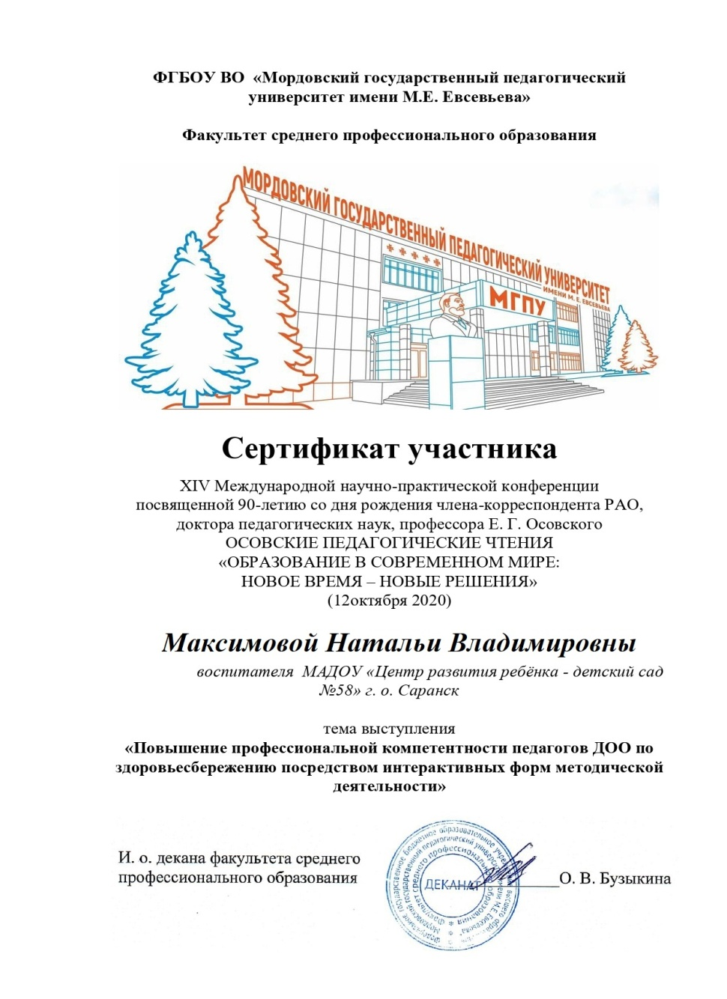 ФГБОУ ВО «Мордовский государственный педагогический
университет имени М.Е. Евсевьева»
Факультет среднего профессионального образования
МОРДОВСКИЙ ГОСУДАРСТВЕННЫЙ ПЕДАГОГИЧЕСКИЙ УНИВЕРСИТЕТ
ИМЕНИ М. Е. ЕВСЕВЬЕВА
МГПУ
Сертификат участника
XIV Международной научно-практической конференции
посвященной 90-летию со дня рождения члена-корреспондента РАО,
доктора педагогических наук, профессора Е. Г. Осовского
ОСОВСКИЕ ПЕДАГОГИЧЕСКИЕ ЧТЕНИЯ
«ОБРАЗОВАНИЕ В СОВРЕМЕННОМ МИРЕ:
НОВОЕ ВРЕМЯ – НОВЫЕ РЕШЕНИЯ»
(12октября 2020)
Максимовой Натальи Владимировны
воспитателя МАДОУ «Центр развития ребёнка - детский сад
№58» г. о. Саранск
тема выступления
«Повышение профессиональной компетентности педагогов ДОО по
здоровьесбережению посредством интерактивных форм методической
деятельности»
И. о. декана факультета среднего
профессионального образования
ДЕКАНАТ
О. В. Бузыкина